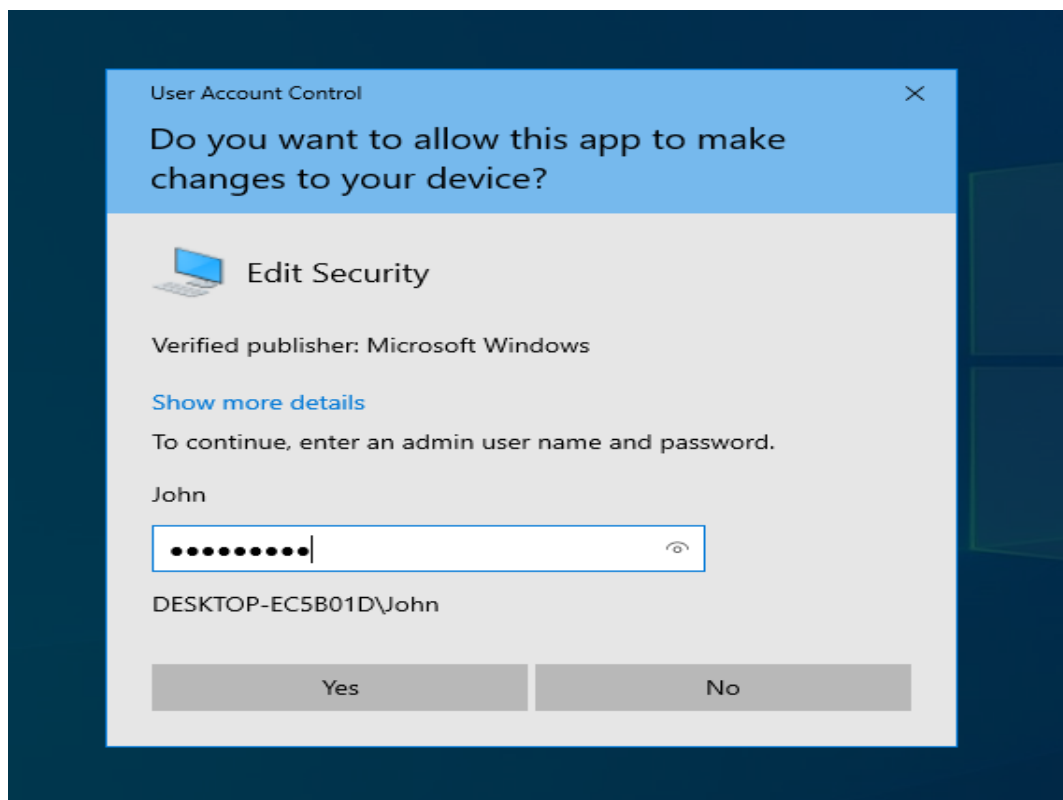 User Account Control
Do you want to allow this app to make
changes to your device?
Edit Security
Verified publisher: Microsoft Windows
Show more details
To continue, enter an admin user name and password.
John
●●●●●●●●●
DESKTOP-EC5B01D\John
Yes
No